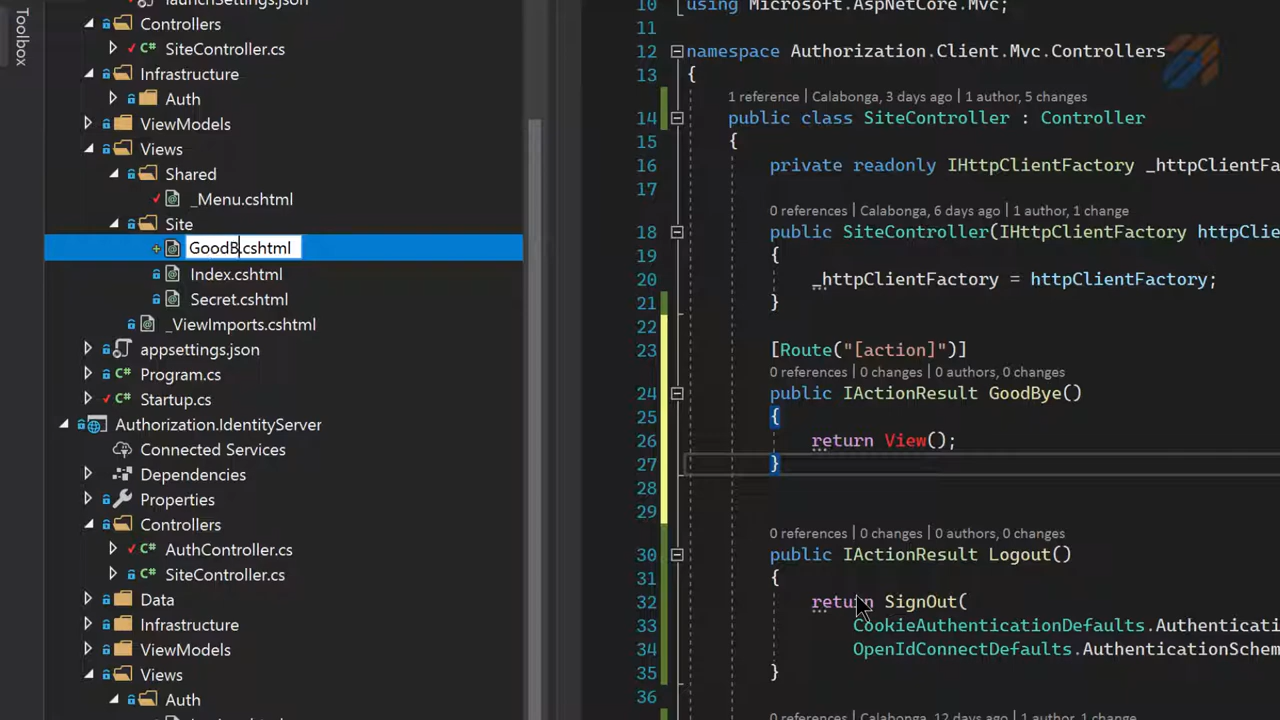 Toolbox
launchSettings.json
Controllers
SiteController.cs
Infrastructure
Auth
ViewModels
Views
Shared
_Menu.cshtml
Site
GoodB.cshtml
Index.cshtml
Secret.cshtml
_ViewImports.cshtml
appsettings.json
Program.cs
Startup.cs
Authorization.IdentityServer
Connected Services
Dependencies
Properties
Controllers
AuthController.cs
SiteController.cs
Data
Infrastructure
ViewModels
Views
Auth
10 using Microsoft.AspNetCore.Mvc;
11
12 namespace Authorization.Client.Mvc.Controllers
13 {
1 reference | Calabonga, 3 days ago | 1 author, 5 changes
14 public class SiteController : Controller
15 {
16 private readonly IHttpClientFactory _httpClientFa
17
0 references | Calabonga, 6 days ago | 1 author, 1 change
18 public SiteController(IHttpClientFactory httpClie
19 {
20 _httpClientFactory = httpClientFactory;
21 }
22
23 [Route("[action]")]
0 references | 0 changes | 0 authors, 0 changes
24 public IActionResult GoodBye()
25 {
26 return View();
27 }
28
29
0 references | 0 changes | 0 authors, 0 changes
30 public IActionResult Logout()
31 {
32 return SignOut(
33 CookieAuthenticationDefaults.Authenticati
34 OpenIdConnectDefaults.AuthenticationSchem
35 }
36
0 references | Calabonga, 12 days ago | 1 author, 1 change